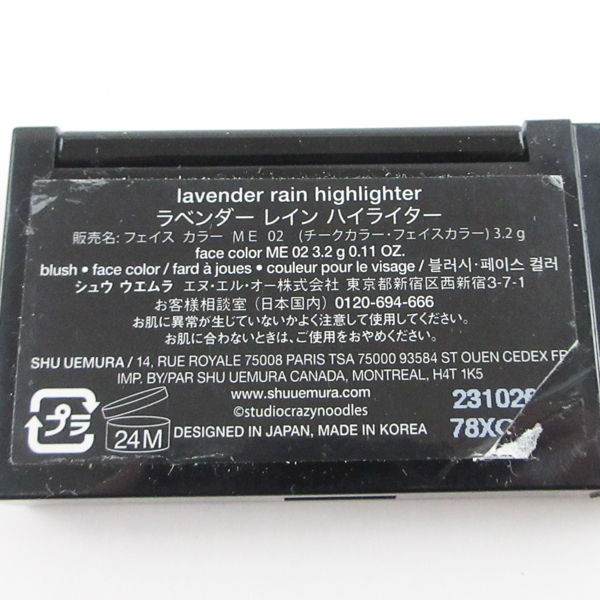 lavender rain highlighter
ラベンダー レイン ハイライター
販売名: フェイス カラー ＭＥ 02 (チークカラー・フェイスカラー) 3.2 g
face color ME 02 3.2 g 0.11 OZ.
blush • face color / fard à joues • couleur pour le visage / 블러시 · 페이스 컬러
シュウ ウエムラ エヌ・エル・オー株式会社 東京都新宿区西新宿3-7-1
お客様相談室 (日本国内) 0120-694-666
お肌に異常が生じていないかよく注意して使用してください。
お肌に合わないときは、ご使用をおやめください。
SHU UEMURA / 14, RUE ROYALE 75008 PARIS TSA 75000 93584 ST OUEN CEDEX FR
IMP. BY/PAR SHU UEMURA CANADA, MONTREAL, H4T 1K5
www.shuuemura.com
©studiocrazynoodles
DESIGNED IN JAPAN, MADE IN KOREA
プラ
24M